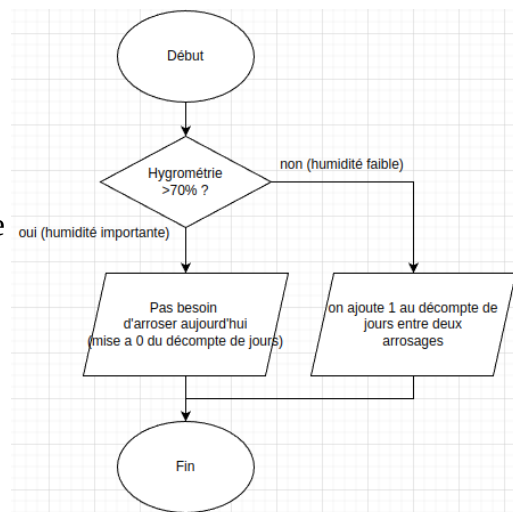 Début
Hygrométrie
>70% ?
non (humidité faible)
e
oui (humidité importante)
Pas besoin
d'arroser aujourd'hui
(mise a 0 du décompte de jours)
on ajoute 1 au décompte de
jours entre deux
arrosages
Fin